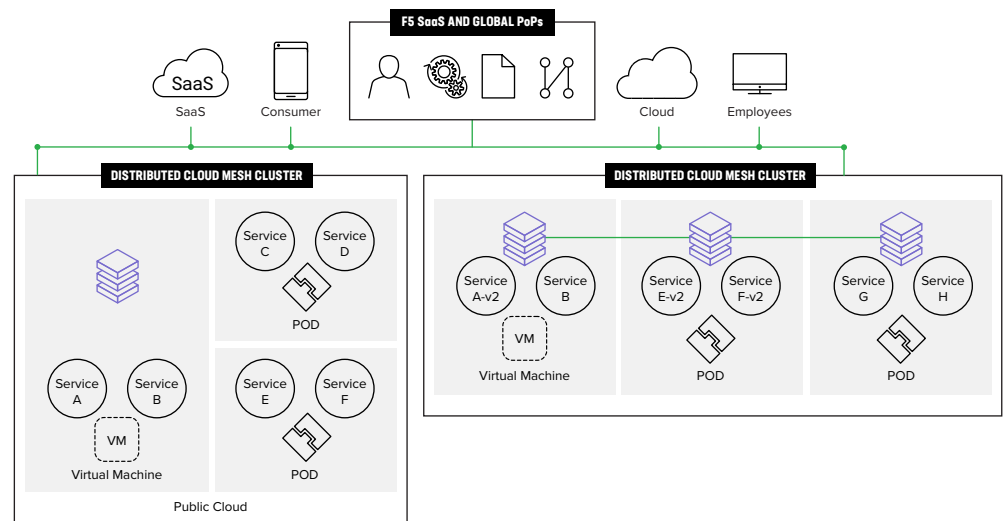 F5 SaaS AND GLOBAL PoPs
SaaS
SaaS
Consumer
Cloud
Employees
DISTRIBUTED CLOUD MESH CLUSTER
Service
C
Service
D
POD
Service
A
Service
B
VM
Virtual Machine
Service
E
Service
F
POD
Public Cloud
DISTRIBUTED CLOUD MESH CLUSTER
Service
A-v2
Service
B
VM
Virtual Machine
Service
E-v2
Service
F-v2
POD
Service
G
Service
H
POD